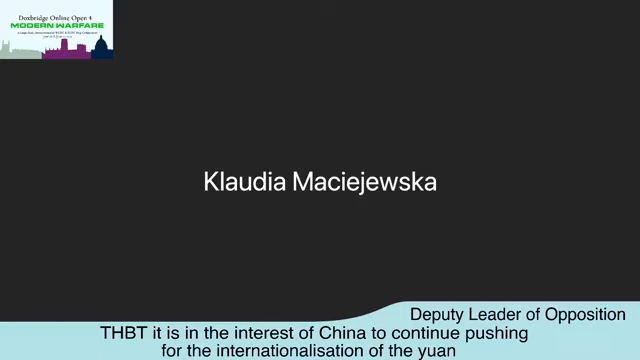 Doxbridge Online Open 4
MODERN WARFARE
Klaudia Maciejewska
Deputy Leader of Opposition
THBT it is in the interest of China to continue pushing
for the internationalisation of the yuan